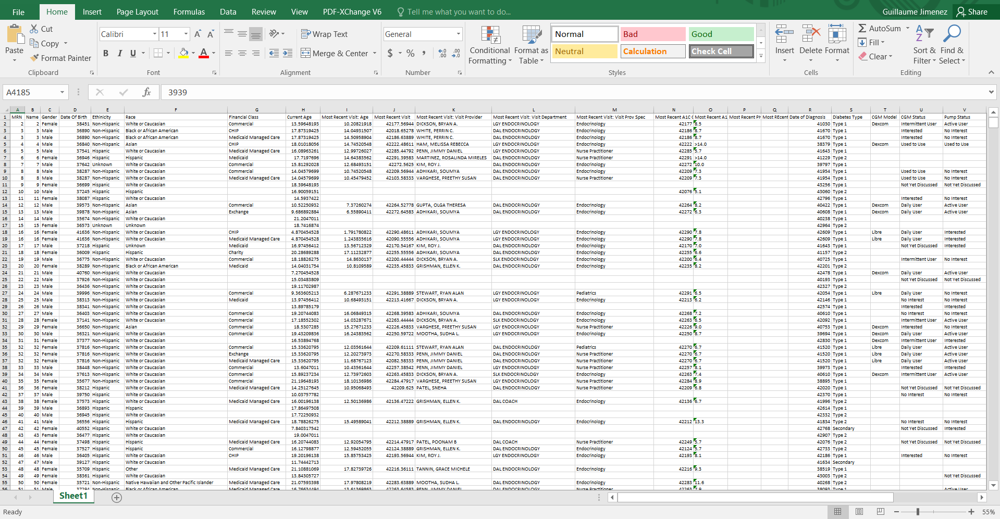 File Home Insert Page Layout Formulas Data Review View PDF-XChange V6 Tell me what you want to do... Guillaume Jimenez Share
Cut
Copy
Format Painter
Paste
Clipboard
Calibri 11
B I U
Font
Wrap Text
Merge & Center
Alignment
General
$ % ,
Number
Conditional Formatting
Format as Table
Normal Bad Good
Neutral Calculation Check Cell
Styles
Insert Delete Format
Cells
AutoSum
Fill
Clear
Sort & Filter
Find & Select
Editing
A4185 fx 3939
A B C D E F G H I J K L M N O P Q R S T U V
1 MRN Name Gender Date Of Birth Ethinicity Race Financial Class Current Age Most Recent Visit: Age Most Recent Visit Most Recent Visit: Visit Provider Most Recent Visit: Visit Department Most Recent Visit: Visit Prov Spec Most Recent A1C Most Recent A1 Most Recent Ph Most Recent Date of Diagnosis Diabetes Type CGM Model CGM Status Pump Status
2 2 2 Female 38451 Non-Hispanic White or Caucasian Commercial 13.59648193 10.20821918 42177.56944 DICKSON, BRYAN A. LGY ENDOCRINOLOGY Endocrinology 42177 8.5 41030 Type 1 Dexcom Intermittent User Active User
3 3 3 Male 36890 Non-Hispanic Black or African American CHIP 17.87319425 14.04931507 42018.65278 WHITE, PERRIN C. DAL ENDOCRINOLOGY Endocrinology 42186 8.7 41670 Type 1 Interested No Interest
4 3 3 Male 36890 Non-Hispanic Black or African American Medicaid Managed Care 17.87319425 14.50958904 42186.63889 WHITE, PERRIN C. DAL ENDOCRINOLOGY Endocrinology 42186 8.7 41670 Type 1 Interested No Interest
5 4 4 Male 36840 Non-Hispanic Asian CHIP 18.01018056 14.74520548 42222.48611 HAM, MELISSA REBECCA LGY ENDOCRINOLOGY Endocrinology 42222 >14.0 38379 Type 1 Dexcom Used to Use Used to Use
6 5 5 Male 37541 Hispanic White or Caucasian Medicaid Managed Care 16.08963261 12.99726027 42285.44792 PENN, JIMMY DANIEL LGY ENDOCRINOLOGY Nurse Practitioner 42285 5.7 41643 Type 1
7 6 6 Female 36946 Hispanic Hispanic Medicaid 17.7197696 14.64383562 42291.39583 MARTINEZ, ROSALINDA MIRELES DAL ENDOCRINOLOGY Nurse Practitioner 42291 >14.0 41229 Type 2
8 7 7 Male 37642 Unknown White or Caucasian Commercial 15.81292028 12.68493151 42272.5625 KIM, ROY J. DAL ENDOCRINOLOGY Endocrinology 42272 10.0 39797 Type 1
9 8 8 Male 38287 Non-Hispanic White or Caucasian Commercial 14.04579699 10.74520548 42209.56944 ADHIKARI, SOUMYA DAL ENDOCRINOLOGY Endocrinology 42209 7.3 41954 Type 1 Used to Use No Interest
10 8 8 Male 38287 Non-Hispanic White or Caucasian Medicaid Managed Care 14.04579699 10.45479452 42103.58333 VARGHESE, PREETHY SUSAN DAL ENDOCRINOLOGY Nurse Practitioner 42209 7.3 41954 Type 1 Used to Use No Interest
11 9 9 Female 36699 Hispanic White or Caucasian 18.39648193 43256 Type 1 Not Yet Discussed Not Yet Discussed
12 10 10 Male 37245 Hispanic Hispanic 16.90059151 42076 5.1 43060 Type 2
13 11 11 Female 38087 Hispanic White or Caucasian 14.5937422 42796 Type 1 Interested No Interest
14 12 12 Male 39573 Non-Hispanic Asian Commercial 10.52250932 7.37260274 42264.52778 GUPTA, OLGA THERESA DAL ENDOCRINOLOGY Endocrinology 42264 8.2 40422 Type 1 Dexcom Daily User Active User
15 13 13 Male 39878 Non-Hispanic Asian Exchange 9.686892884 6.55890411 42272.64583 ADHIKARI, SOUMYA DAL ENDOCRINOLOGY Endocrinology 42272 6.3 40608 Type 1 Dexcom Daily User Active User
16 14 14 Male 35674 Non-Hispanic White or Caucasian 21.2047011 40238 Type 1
17 15 15 Female 36573 Unknown Unknown 18.7416874 42964 Type 2
18 16 16 Female 41636 Non-Hispanic White or Caucasian CHIP 4.870454528 1.791780822 42290.48611 ADHIKARI, SOUMYA LGY ENDOCRINOLOGY Endocrinology 42290 7.8 42609 Type 1 Libre Daily User Interested
19 16 16 Female 41636 Non-Hispanic White or Caucasian Medicaid Managed Care 4.870454528 1.243835616 42090.55556 ADHIKARI, SOUMYA LGY ENDOCRINOLOGY Endocrinology 42290 7.8 42609 Type 1 Libre Daily User Interested
20 17 17 Male 37218 Hispanic Unknown Medicaid 16.97456412 13.56712329 42170.54167 KIM, ROY J. DAL ENDOCRINOLOGY Endocrinology 42170 7.0 41643 Type 1 Not Yet Discussed Interested
21 18 18 Female 36009 Hispanic Hispanic Charity 20.28689288 17.11232877 42255.55556 ADHIKARI, SOUMYA DAL ENDOCRINOLOGY Endocrinology 42255 6.6 41157 Type 2
22 19 19 Male 36775 Non-Hispanic White or Caucasian Commercial 18.18826275 14.8630137 42200.44444 DICKSON, BRYAN A. SLK ENDOCRINOLOGY Endocrinology 42200 6.4 40725 Type 1 Intermittent User No Interest
23 20 20 Female 38289 Non-Hispanic Black or African American Medicaid 14.04031754 10.8109589 42235.45833 GRISHMAN, ELLEN K. DAL ENDOCRINOLOGY Endocrinology 42235 8.2 42201 Type 2
24 21 21 Male 40760 Non-Hispanic White or Caucasian 7.270454528 42478 Type 1 Dexcom Daily User Active User
25 22 22 Male 37926 Non-Hispanic White or Caucasian 15.03483809 40193 Type 1 Not Yet Discussed Not Yet Discussed
26 23 23 Male 36436 Non-Hispanic White or Caucasian 19.11702987 42327 Type 2
27 24 24 Male 39996 Non-Hispanic White or Caucasian Commercial 9.363605213 6.287671233 42291.38889 STEWART, RYAN ALAN LGY ENDOCRINOLOGY Pediatrics 42291 6.5 42054 Type 1 Libre Daily User No Interest
28 25 25 Male 38313 Non-Hispanic White or Caucasian Medicaid 13.97456412 10.68493151 42213.41667 DICKSON, BRYAN A. LGY ENDOCRINOLOGY Endocrinology 42213 6.2 42146 Type 1 No Interest No Interest
29 26 26 Male 38341 Non-Hispanic White or Caucasian 13.89785179 42574 Type 1 Interested Interested
30 27 27 Male 36403 Non-Hispanic White or Caucasian Commercial 19.20744083 16.06849315 42268.39583 ADHIKARI, SOUMYA DAL ENDOCRINOLOGY Endocrinology 42268 7.2 40610 Type 1 No Interest No Interest
31 28 28 Female 37141 Non-Hispanic White or Caucasian Commercial 17.18552302 14.03287671 42263.44444 DICKSON, BRYAN A. SLK ENDOCRINOLOGY Endocrinology 42263 6.5 42092 Type 1 Intermittent User Active User
32 29 29 Female 36650 Non-Hispanic Asian Commercial 18.5307285 15.27671233 42226.45833 VARGHESE, PREETHY SUSAN LGY ENDOCRINOLOGY Nurse Practitioner 42226 9.0 40753 Type 1 Dexcom Interested No Interest
33 30 30 Male 36321 Non-Hispanic White or Caucasian Commercial 19.43209836 16.24383562 42250.59722 MOOTHA, SUDHA L. LGY ENDOCRINOLOGY Endocrinology 42250 8.7 39694 Type 1 Dexcom Daily User Active User
34 31 31 Female 37377 Non-Hispanic White or Caucasian 16.53894768 42830 Type 1 Dexcom Intermittent User Interested
35 32 32 Female 37816 Non-Hispanic White or Caucasian Commercial 15.33620795 12.03561644 42209.61111 STEWART, RYAN ALAN DAL ENDOCRINOLOGY Pediatrics 42270 6.7 41520 Type 1 Libre Daily User Active User
36 32 32 Female 37816 Non-Hispanic White or Caucasian Exchange 15.33620795 12.20273973 42270.58333 PENN, JIMMY DANIEL DAL ENDOCRINOLOGY Nurse Practitioner 42270 6.7 41520 Type 1 Libre Daily User Active User
37 32 32 Female 37816 Non-Hispanic White or Caucasian Medicaid Managed Care 15.33620795 11.68767123 42082.58333 PENN, JIMMY DANIEL DAL ENDOCRINOLOGY Nurse Practitioner 42270 6.7 41520 Type 1 Libre Daily User Active User
38 33 33 Male 38448 Non-Hispanic White or Caucasian Commercial 13.6047011 10.43561644 42257.38542 PENN, JIMMY DANIEL LGY ENDOCRINOLOGY Nurse Practitioner 42257 8.1 39973 Type 1 Interested Interested
39 34 34 Male 37613 Non-Hispanic White or Caucasian Commercial 15.89237234 12.73972603 42263.45833 DICKSON, BRYAN A. SLK ENDOCRINOLOGY Endocrinology 42263 7.4 40610 Type 1 Dexcom Intermittent User Active User
40 35 35 Female 35677 Non-Hispanic White or Caucasian Commercial 21.19648193 18.10136986 42284.47917 VARGHESE, PREETHY SUSAN LGY ENDOCRINOLOGY Nurse Practitioner 42284 8.9 38895 Type 1
41 36 36 Female 38212 Hispanic White or Caucasian Medicaid Managed Care 14.25127645 10.95068493 42209.625 PATEL, SNEHA DAL ENDOCRINOLOGY Nurse Practitioner 42209 6.8 42020 Type 1 Not Yet Discussed Not Yet Discussed
42 37 37 Male 39750 Hispanic White or Caucasian 10.03757782 42370 Type 1 No Interest No Interest
43 38 38 Female 37573 Hispanic White or Caucasian Medicaid Managed Care 16.00196138 12.50136986 42136.47222 GRISHMAN, ELLEN K. DAL COACH Endocrinology 42136 6.7 41996 Type 2
44 39 39 Male 36893 Hispanic Hispanic 17.86497508 42614 Type 1
45 40 40 Male 36945 Hispanic White or Caucasian 17.72250932 42332 Type 2
46 41 41 Male 36556 Hispanic Hispanic Medicaid Managed Care 18.78826275 15.49589041 42212.38889 GRISHMAN, ELLEN K. DAL ENDOCRINOLOGY Endocrinology 42212 13.3 41834 Type 2 No Interest No Interest
47 42 42 Female 40552 Hispanic White or Caucasian 7.840317542 42768 Secondary Not Yet Discussed Interested
48 43 43 Female 36477 Hispanic White or Caucasian 19.0047011 42907 Type 2
49 44 44 Female 37498 Hispanic Hispanic Medicaid Managed Care 16.20744083 12.92054795 42214.47917 PATEL, POONAM B DAL COACH Nurse Practitioner 42249 5.7 42076 Type 2 Not Yet Discussed Not Yet Discussed
50 45 45 Female 37527 Hispanic Hispanic Commercial 16.12798877 12.59452055 42124.38889 GRISHMAN, ELLEN K. DAL ENDOCRINOLOGY Endocrinology 42124 5.7 42733 Type 2
51 46 46 Male 36405 Hispanic White or Caucasian CHIP 19.20196138 15.85753425 42193.56944 KIM, ROY J. LGY ENDOCRINOLOGY Endocrinology 42193 8.1 42186 Type 1 Interested No Interest
52 47 47 Male 39127 Hispanic White or Caucasian 11.74442713 41634 Secondary
53 48 48 Female 35709 Hispanic Other Medicaid Managed Care 21.10881069 17.82739726 42216.36111 TANNIN, GRACE MICHELE DAL ENDOCRINOLOGY Endocrinology 42216 9.3 38519 Type 1
54 49 49 Female 38361 Hispanic White or Caucasian 13.84305727 43003 Type 2 Not Yet Discussed
55 50 50 Female 35721 Non-Hispanic Native Hawaiian and Other Pacific Islander Medicaid Managed Care 21.07593398 17.97808219 42283.63889 MOOTHA, SUDHA L. DAL ENDOCRINOLOGY Endocrinology 42283 11.6 40268 Type 2
56 51 51 Male 37294 Non-Hispanic Black or African American Medicaid Managed Care 16.76634494 13.61369863 42263.64583 PENN, JIMMY DANIEL DAL ENDOCRINOLOGY Nurse Practitioner 42263 7.9 38093 Type 1 Active User
Sheet1
Ready 55%